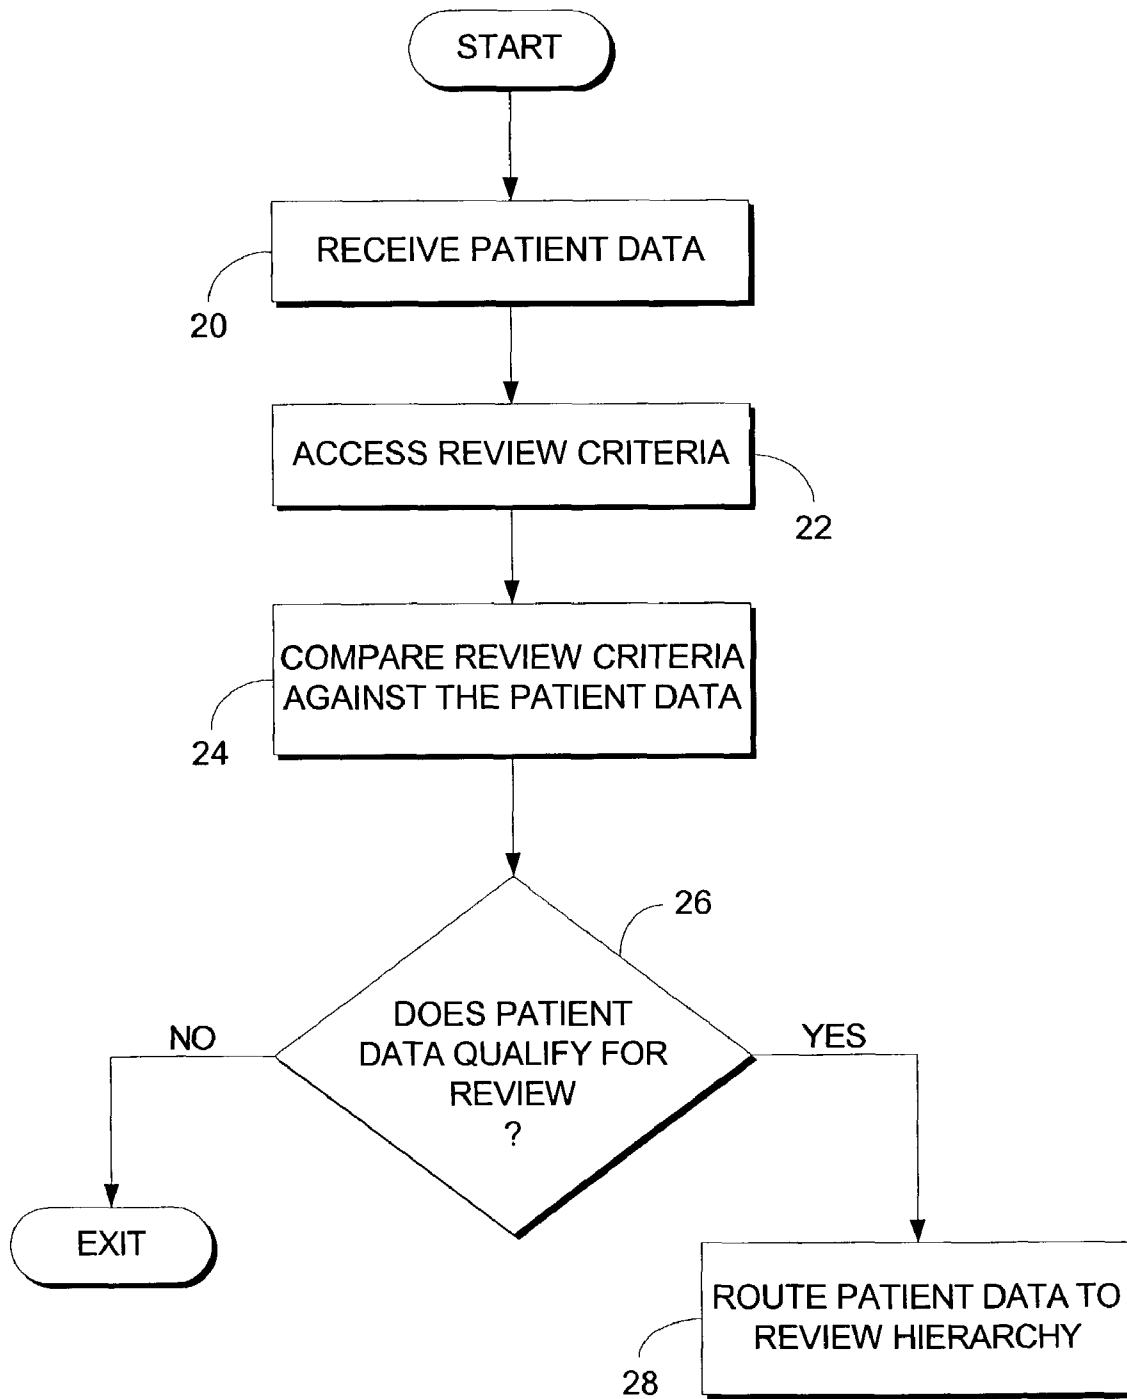 START
RECEIVE PATIENT DATA
20
ACCESS REVIEW CRITERIA
22
COMPARE REVIEW CRITERIA
AGAINST THE PATIENT DATA
24
26
DOES PATIENT
DATA QUALIFY FOR
REVIEW
?
NO
YES
EXIT
ROUTE PATIENT DATA TO
REVIEW HIERARCHY
28